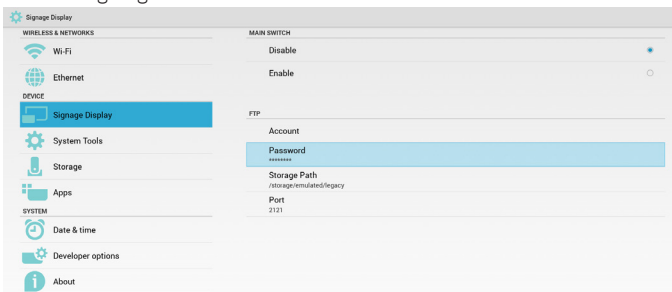 Signage Display
WIRELESS & NETWORKS
Wi-Fi
Ethernet
DEVICE
Signage Display
System Tools
Storage
Apps
SYSTEM
Date & time
Developer options
About
MAIN SWITCH
Disable
Enable
FTP
Account
Password
********
Storage Path
/storage/emulated/legacy
Port
2121